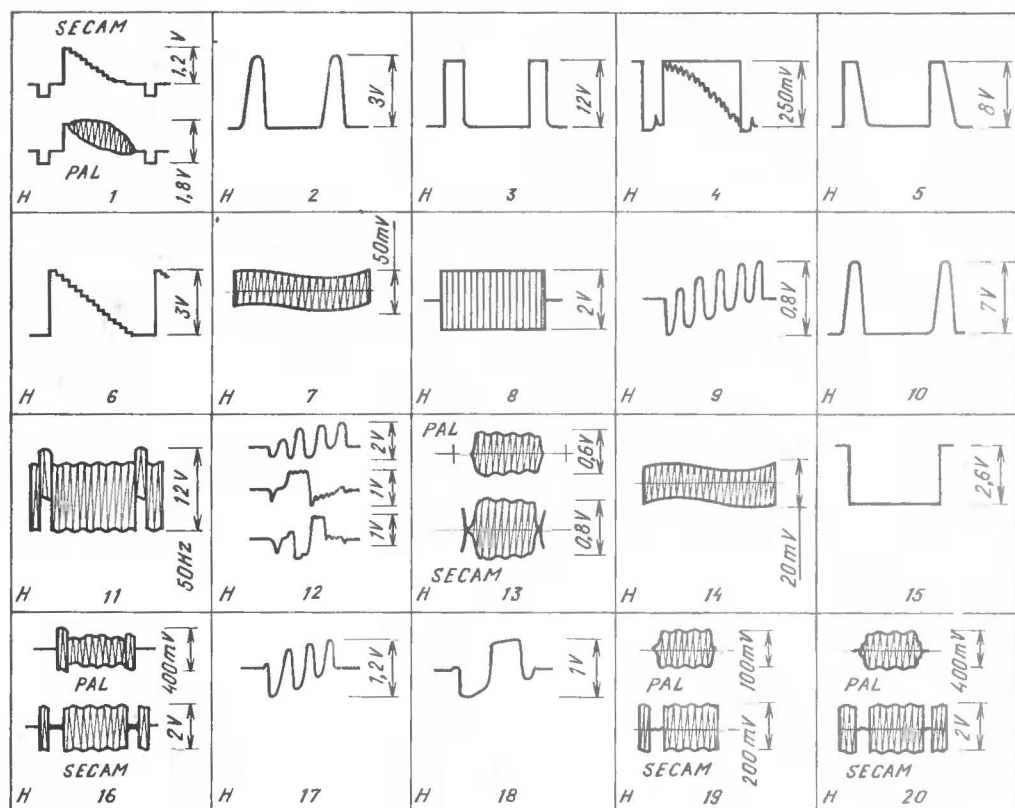 SECAM
1,2 V
PAL
1,8V
H 1
3V
H 2
12V
H 3
250mV
H 4
8V
H 5
3V
H 6
50mV
H 7
2V
H 8
0,8V
H 9
7V
H 10
12V
50Hz
H 11
2V
1V
1V
H 12
PAL
0,6V
0,8V
SECAM
H 13
20mV
H 14
2,6V
H 15
400mV
PAL
2V
SECAM
H 16
1,2V
H 17
1V
H 18
100mV
PAL
200mV
SECAM
H 19
400mV
PAL
2V
SECAM
H 20